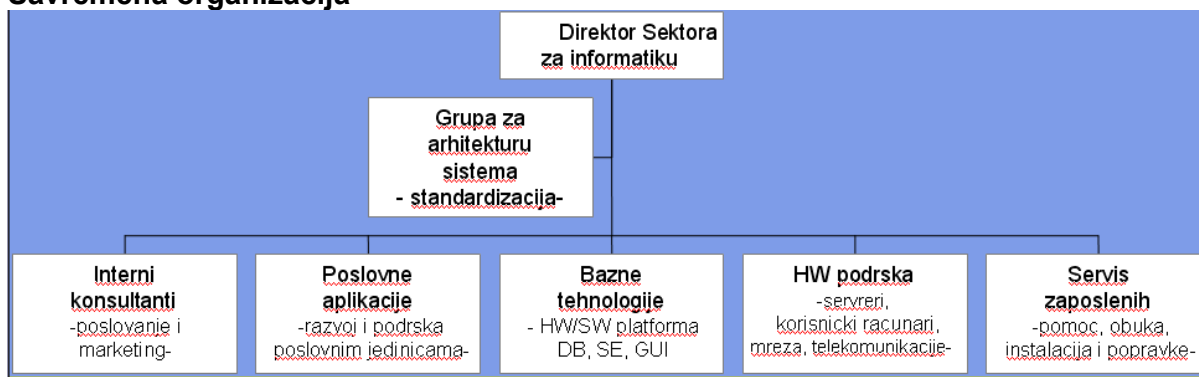 Savremena organizacija
Direktor Sektora
za informatiku
Grupa za
arhitekturu
sistema
- standardizacija-
Interni
konsultanti
-poslovanje i
marketing-
Poslovne
aplikacije
-razvoj i podrska
poslovnim jedinicama-
Bazne
tehnologije
- HW/SW platforma
DB, SE, GUI
HW podrska
-serveri,
korisnicki racunari,
mreza, telekomunikacije-
Servis
zaposlenih
-pomoc, obuka,
instalacija i popravke-